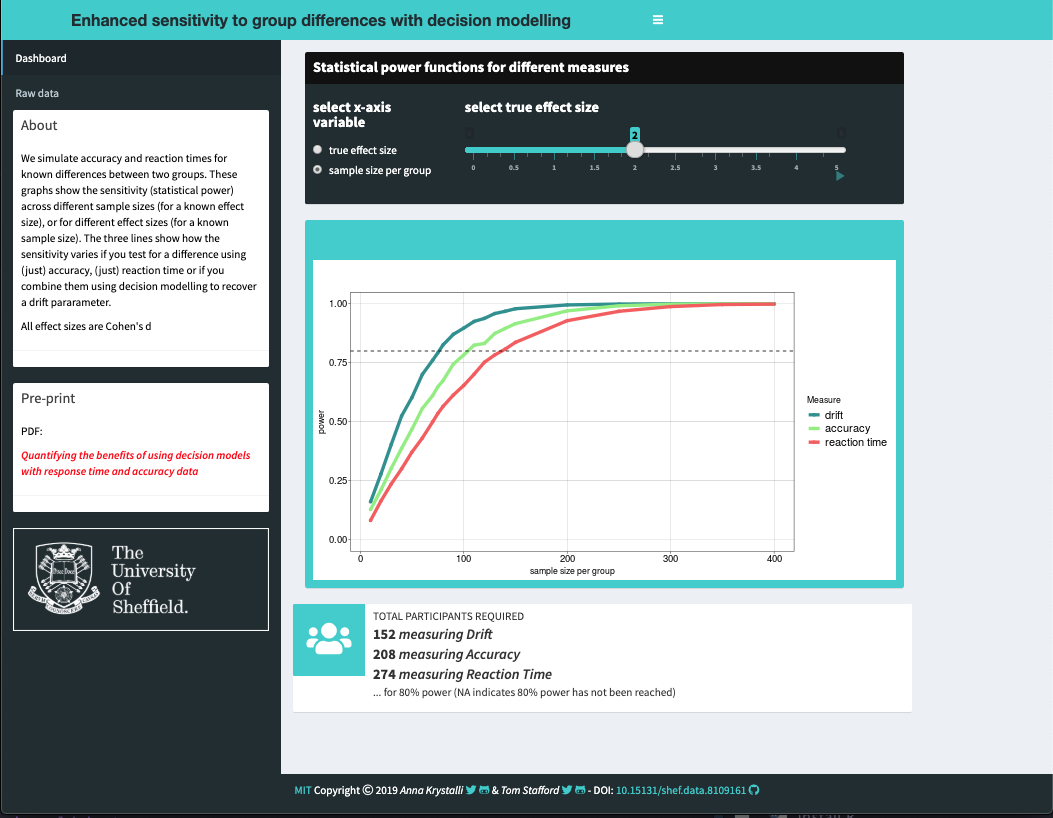 Enhanced sensitivity to group differences with decision modelling
Dashboard
Raw data
About
We simulate accuracy and reaction times for
known differences between two groups. These
graphs show the sensitivity (statistical power)
across different sample sizes (for a known effect
size), or for different effect sizes (for a known
sample size). The three lines show how the
sensitivity varies if you test for a difference using
(just) accuracy, (just) reaction time or if you
combine them using decision modelling to recover
a drift pararameter.
All effect sizes are Cohen's d
Pre-print
PDF:
Quantifying the benefits of using decision models
with response time and accuracy data
The
University
Of
Sheffield.
Statistical power functions for different measures
select x-axis
variable
true effect size
sample size per group
select true effect size
2
0 0.5 1 1.5 2 2.5 3 3.5 4 5
power
1.00
0.75
0.50
0.25
0.00
0 100 200 300 400
sample size per group
Measure
drift
accuracy
reaction time
TOTAL PARTICIPANTS REQUIRED
152 measuring Drift
208 measuring Accuracy
274 measuring Reaction Time
... for 80% power (NA indicates 80% power has not been reached)
MIT Copyright © 2019 Anna Krystalli & Tom Stafford - DOI: 10.15131/shef.data.8109161